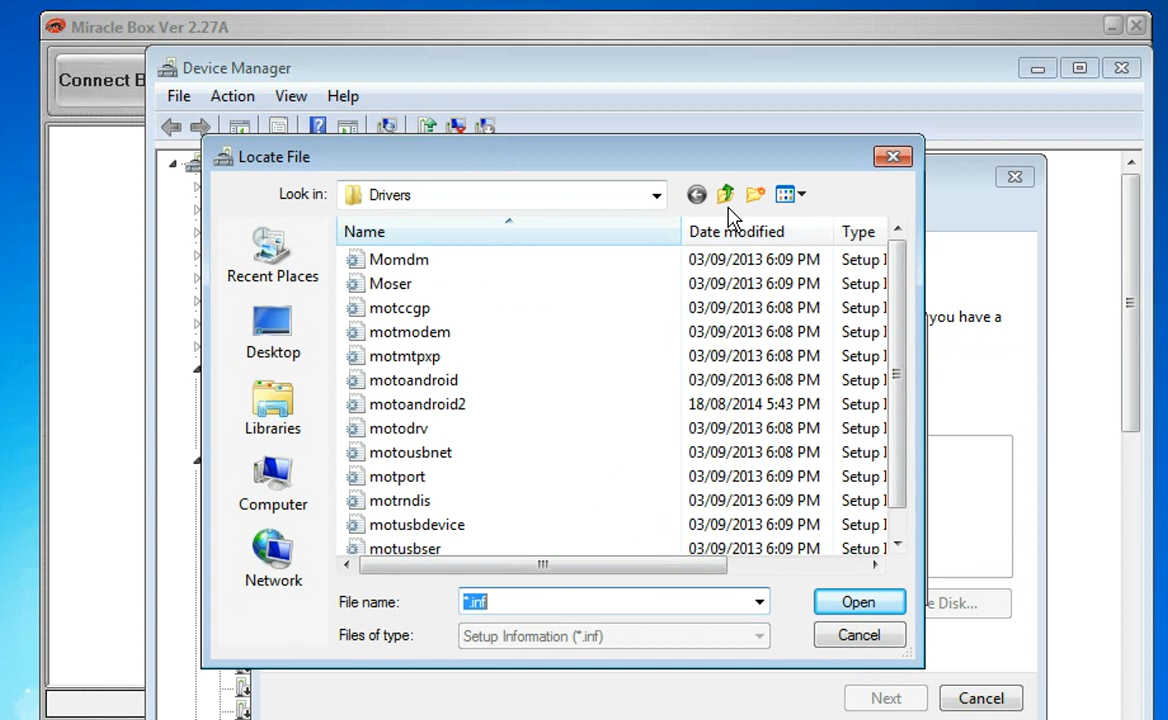 Miracle Box Ver 2.27A
Connect B
Device Manager
File Action View Help
Locate File
Look in: Drivers
Name Date modified Type
Recent Places
Desktop
Libraries
Computer
Network
Momdm 03/09/2013 6:09 PM Setup I
Moser 03/09/2013 6:09 PM Setup I
motccgp 03/09/2013 6:08 PM Setup I
motmodem 03/09/2013 6:08 PM Setup I
motmtpxp 03/09/2013 6:08 PM Setup I
motoandroid 03/09/2013 6:08 PM Setup I
motoandroid2 18/08/2014 5:43 PM Setup I
motodrv 03/09/2013 6:08 PM Setup I
motousbnet 03/09/2013 6:08 PM Setup I
motport 03/09/2013 6:09 PM Setup I
motrndis 03/09/2013 6:09 PM Setup I
motusbdevice 03/09/2013 6:09 PM Setup I
motusbser 03/09/2013 6:09 PM Setup I
File name: *.inf Open
Files of type: Setup Information (*.inf) Cancel
you have a
e Disk...
Next Cancel